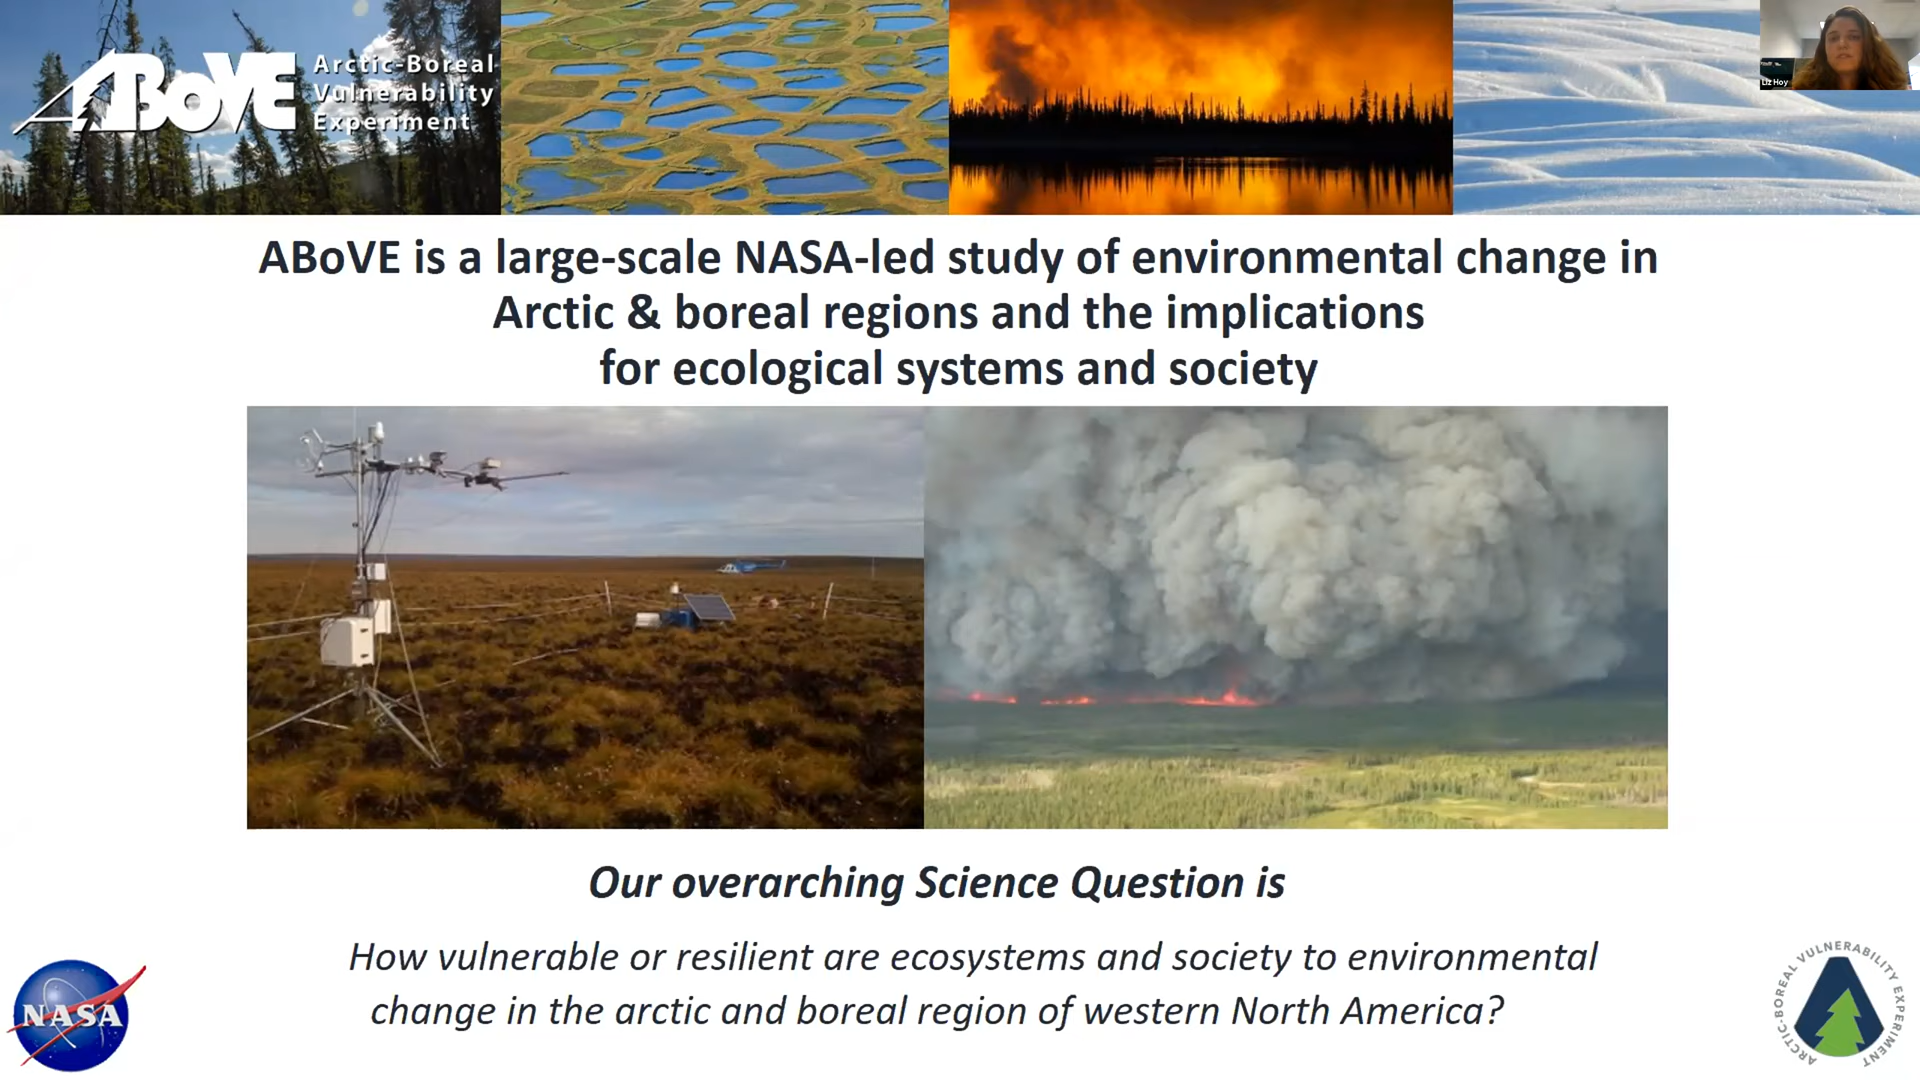 ABoVE
Arctic-Boreal
Vulnerability
Experiment
Liz Hoy
ABoVE is a large-scale NASA-led study of environmental change in
Arctic & boreal regions and the implications
for ecological systems and society
Our overarching Science Question is
How vulnerable or resilient are ecosystems and society to environmental
change in the arctic and boreal region of western North America?
NASA
ARCTIC-BOREAL VULNERABILITY EXPERIMENT